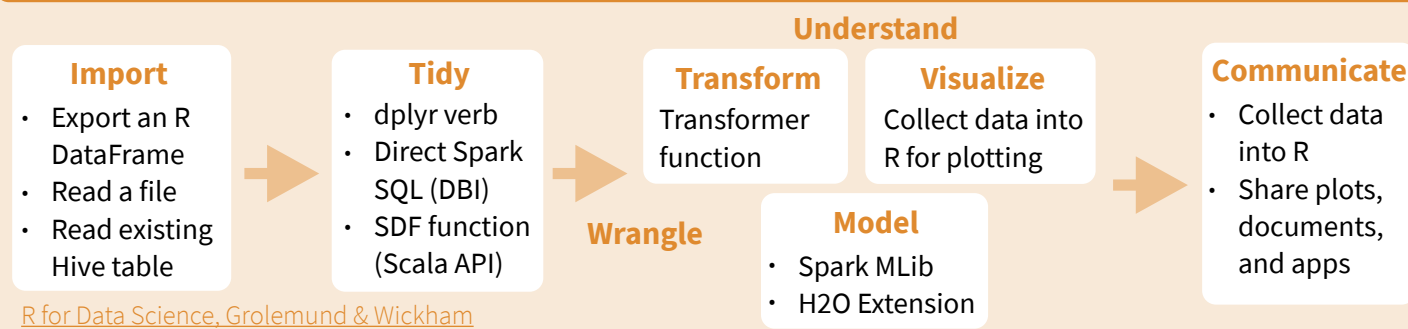 Understand
Import
• Export an R
DataFrame
• Read a file
• Read existing
Hive table
Tidy
• dplyr verb
• Direct Spark
SQL (DBI)
• SDF function
(Scala API)
Transform
Transformer
function
Visualize
Collect data into
R for plotting
Wrangle
Model
• Spark MLib
• H2O Extension
Communicate
• Collect data
into R
• Share plots,
documents,
and apps
R for Data Science, Grolemund & Wickham